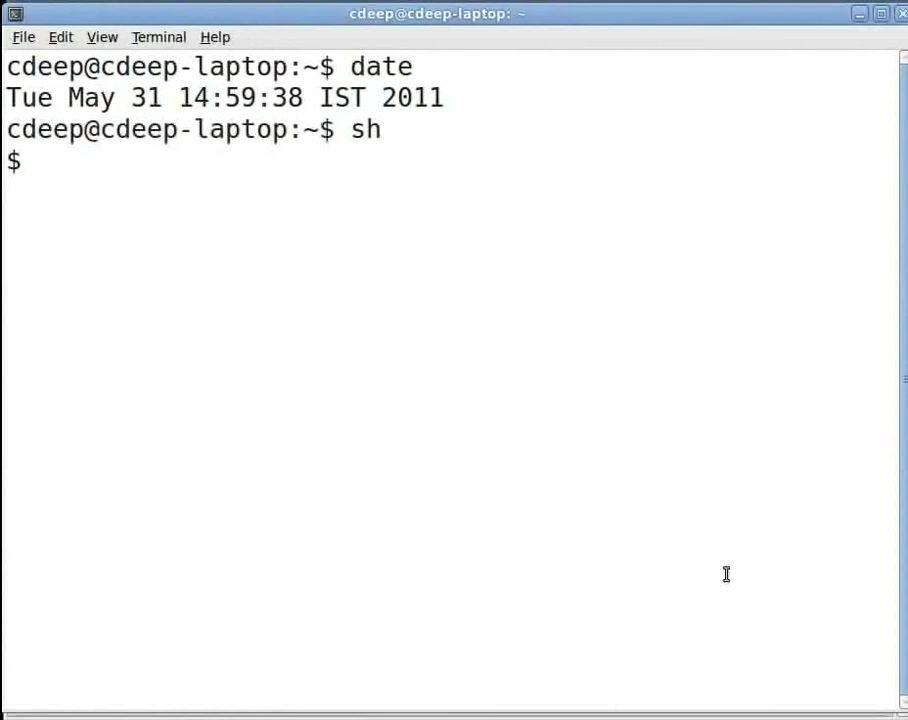 cdeep@cdeep-laptop: ~
File Edit View Terminal Help
cdeep@cdeep-laptop:~$ date
Tue May 31 14:59:38 IST 2011
cdeep@cdeep-laptop:~$ sh
$